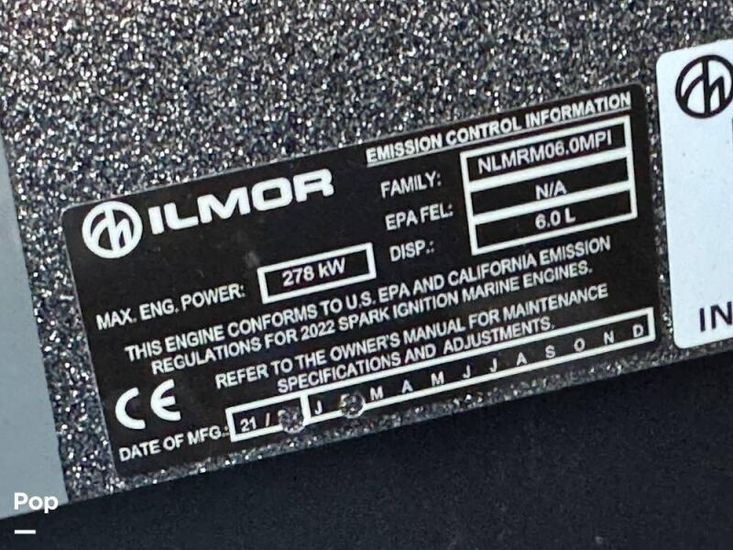 ILMOR
EMISSION CONTROL INFORMATION
FAMILY: NLMRM06.0MPI
EPA FEL: N/A
DISP.: 6.0 L
MAX. ENG. POWER: 278 kW
THIS ENGINE CONFORMS TO U.S. EPA AND CALIFORNIA EMISSION
REGULATIONS FOR 2022 SPARK IGNITION MARINE ENGINES.
REFER TO THE OWNER'S MANUAL FOR MAINTENANCE
SPECIFICATIONS AND ADJUSTMENTS.
CE
DATE OF MFG.: 21 / J M A M J J A S O N D
IN
Pop